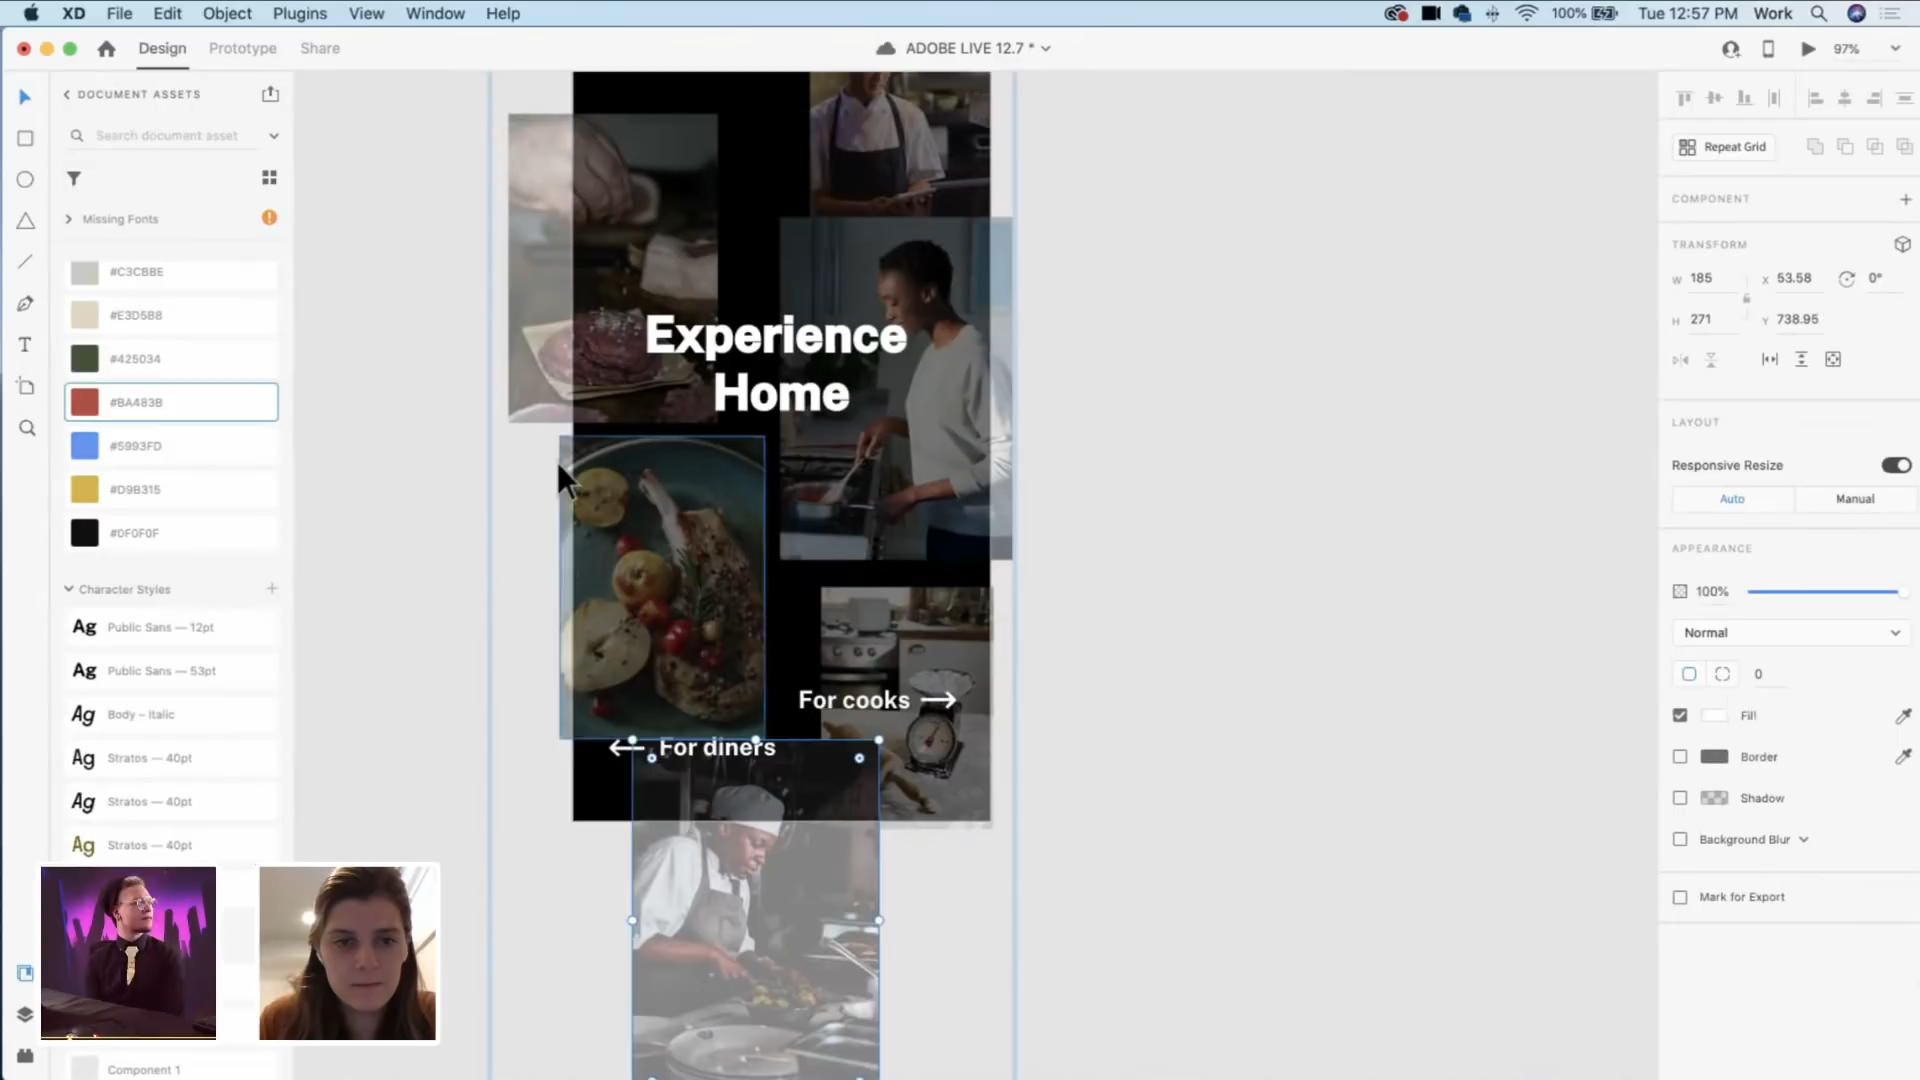 XD File Edit Object Plugins View Window Help
100% Tue 12:57 PM Work
Design Prototype Share
ADOBE LIVE 12.7 *
97%
DOCUMENT ASSETS
Search document asset
Missing Fonts
#C3CBBE
#E3D5B8
#425034
#BA483B
#5993FD
#D9B315
#0F0F0F
Character Styles
Ag Public Sans — 12pt
Ag Public Sans — 53pt
Ag Body – Italic
Ag Stratos — 40pt
Ag Stratos — 40pt
Ag Stratos — 40pt
Component 1
Experience
Home
For cooks →
← For diners
Repeat Grid
COMPONENT
TRANSFORM
W 185 X 53.58 0°
H 271 Y 738.95
LAYOUT
Responsive Resize
Auto Manual
APPEARANCE
100%
Normal
0
Fill
Border
Shadow
Background Blur
Mark for Export